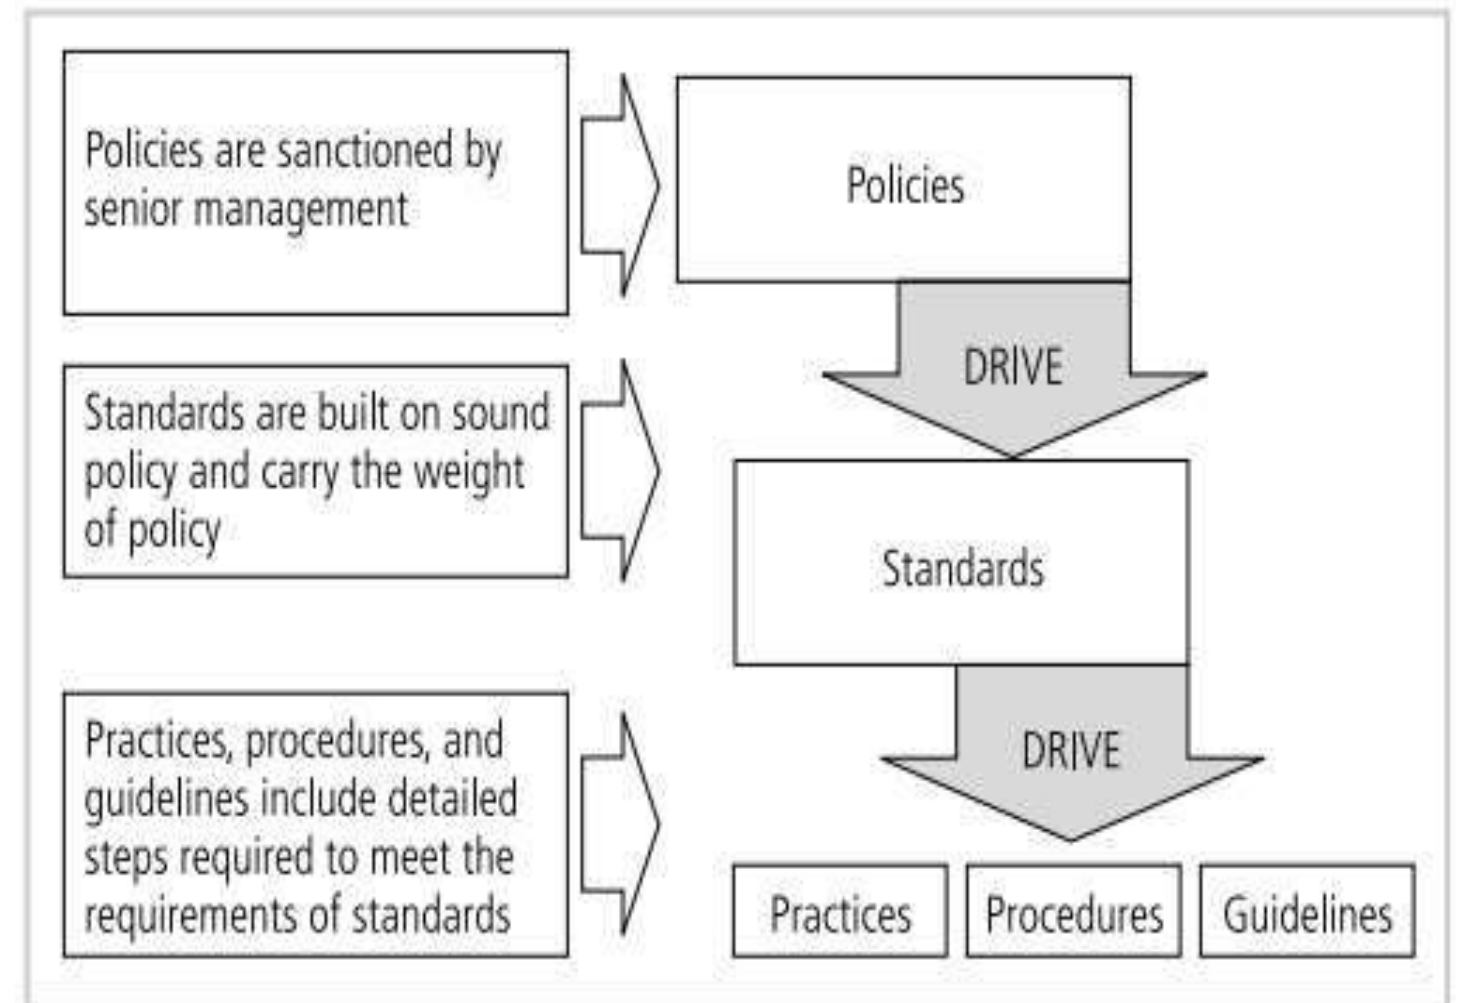 Policies are sanctioned by
senior management
Policies
DRIVE
Standards are built on sound
policy and carry the weight
of policy
Standards
DRIVE
Practices, procedures, and
guidelines include detailed
steps required to meet the
requirements of standards
Practices
Procedures
Guidelines